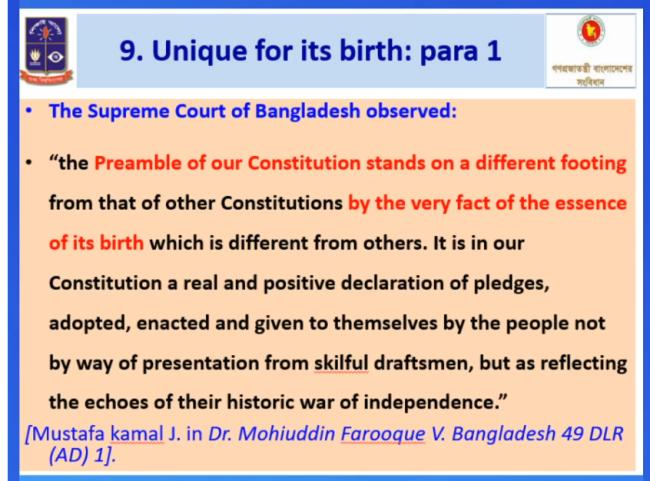 9. Unique for its birth: para 1
গণপ্রজাতন্ত্রী বাংলাদেশের
সংবিধান
• The Supreme Court of Bangladesh observed:
• “the Preamble of our Constitution stands on a different footing
from that of other Constitutions by the very fact of the essence
of its birth which is different from others. It is in our
Constitution a real and positive declaration of pledges,
adopted, enacted and given to themselves by the people not
by way of presentation from skilful draftsmen, but as reflecting
the echoes of their historic war of independence.”
[Mustafa kamal J. in Dr. Mohiuddin Farooque V. Bangladesh 49 DLR
(AD) 1].